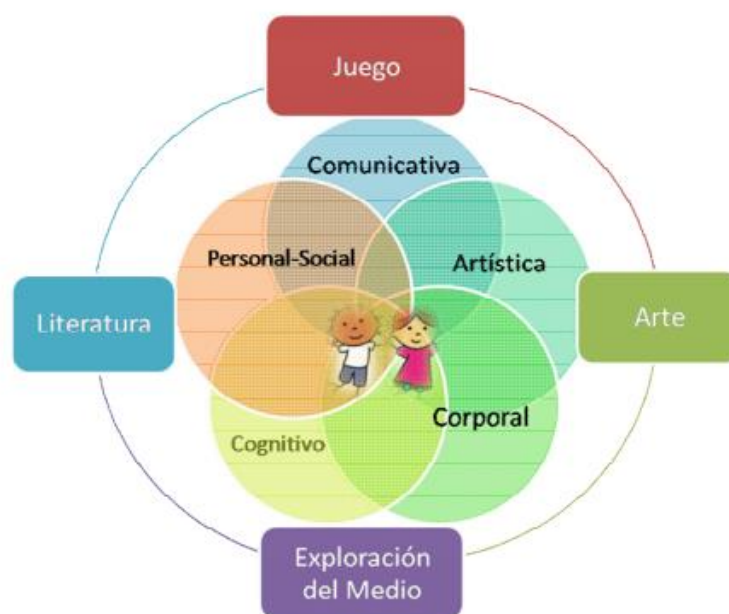 Juego
Comunicativa
Personal-Social
Artística
Literatura
Arte
Corporal
Cognitivo
Exploración
del Medio